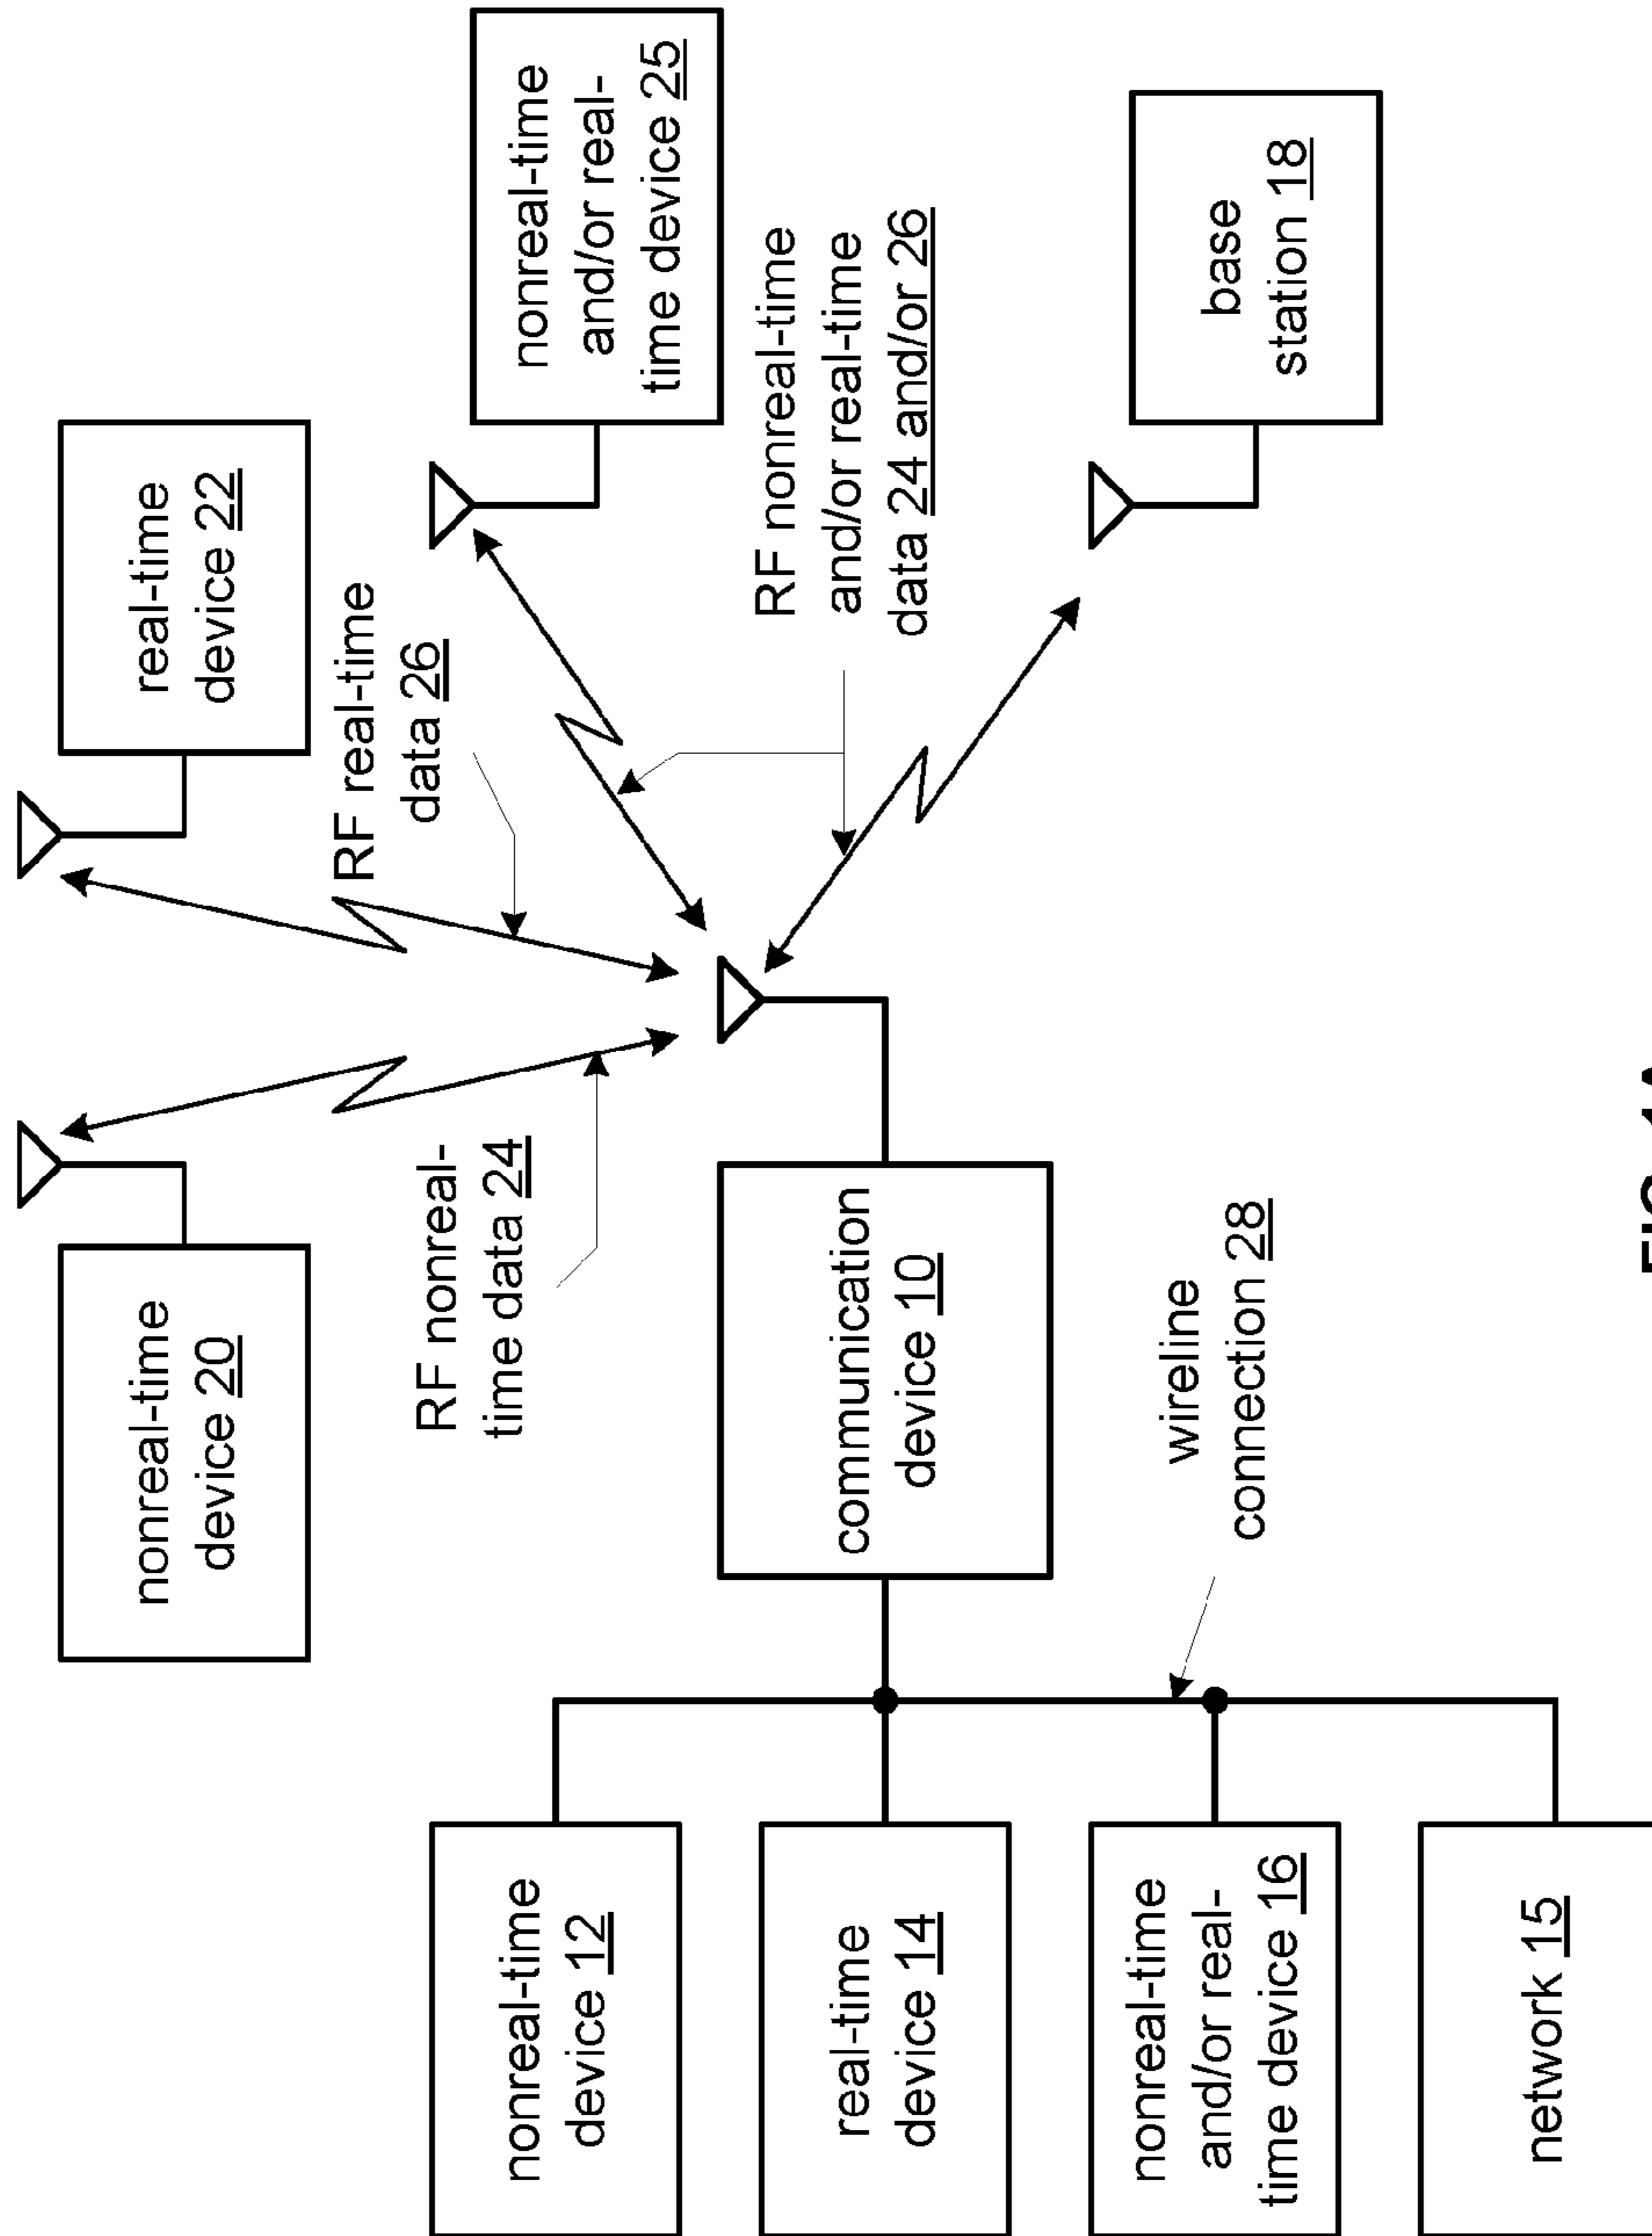 nonreal-time
device 20
real-time
device 22
RF nonreal-
time data 24
RF real-time
data 26
nonreal-time
and/or real-
time device 25
nonreal-time
device 12
communication
device 10
RF nonreal-time
and/or real-time
data 24 and/or 26
real-time
device 14
nonreal-time
and/or real-
time device 16
wireline
connection 28
base
station 18
network 15